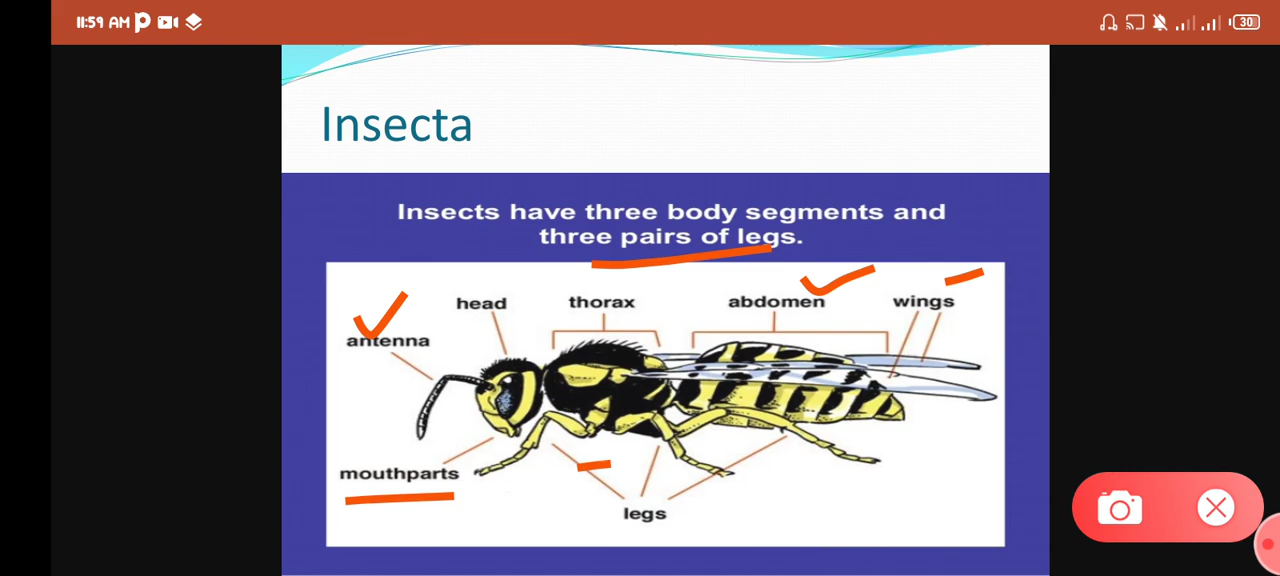 11:59 AM
30
Insecta
Insects have three body segments and
three pairs of legs.
head thorax abdomen wings
antenna
mouthparts
legs